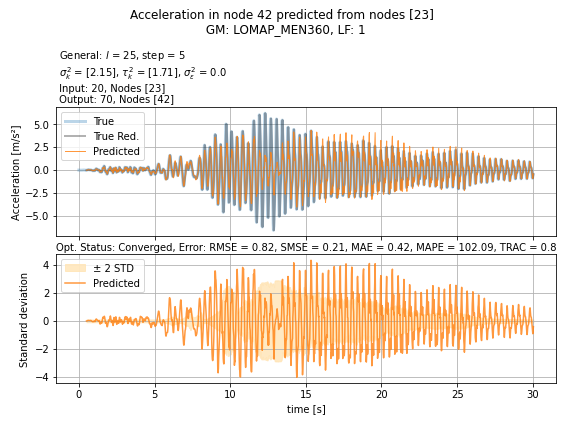 Acceleration in node 42 predicted from nodes [23]
GM: LOMAP_MEN360, LF: 1
General: l = 25, step = 5
σ²ₖ = [2.15], τ²ₖ = [1.71], σ²ε = 0.0
Input: 20, Nodes [23]
Output: 70, Nodes [42]
Acceleration [m/s²]
5.0
2.5
0.0
−2.5
−5.0
True
True Red.
Predicted
Opt. Status: Converged, Error: RMSE = 0.82, SMSE = 0.21, MAE = 0.42, MAPE = 102.09, TRAC = 0.8
Standard deviation
4
2
0
−2
−4
± 2 STD
Predicted
0 5 10 15 20 25 30
time [s]